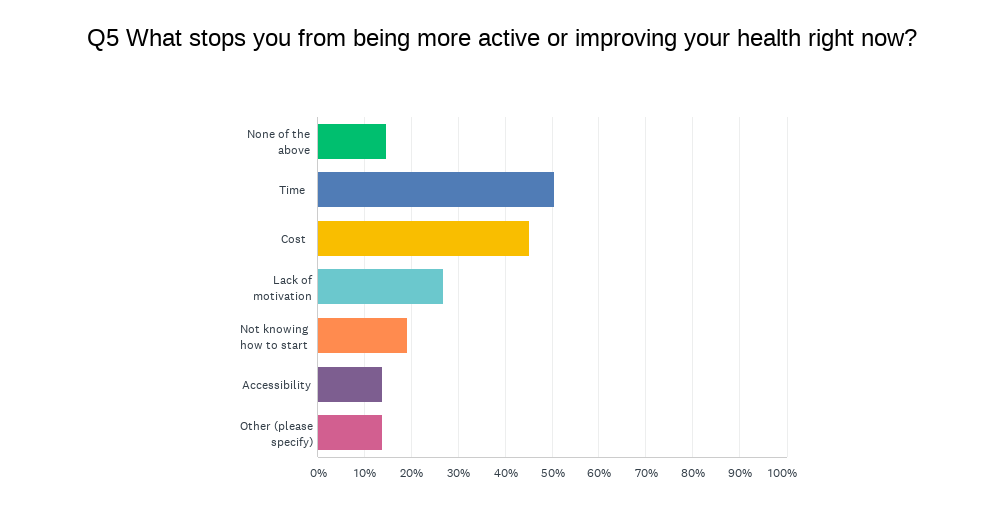 Q5 What stops you from being more active or improving your health right now?
None of the
above
Time
Cost
Lack of
motivation
Not knowing
how to start
Accessibility
Other (please
specify)
0% 10% 20% 30% 40% 50% 60% 70% 80% 90% 100%